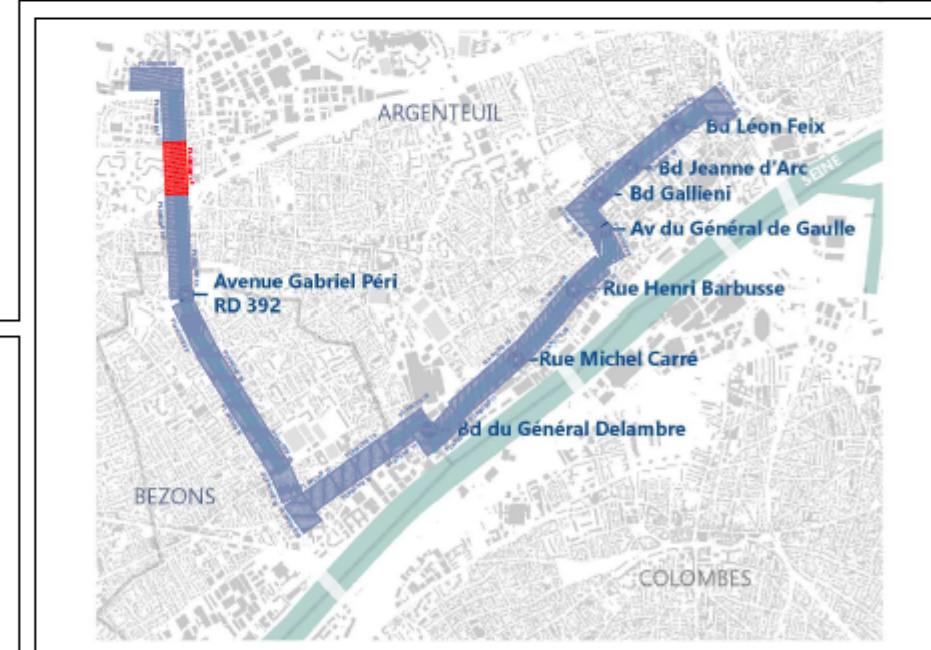 ARGENTEUIL
Bd Léon Feix
Bd Jeanne d'Arc
SEINE
Bd Gallieni
Av du Général de Gaulle
Avenue Gabriel Péri
RD 392
Rue Henri Barbusse
Rue Michel Carré
Bd du Général Delambre
BEZONS
COLOMBES